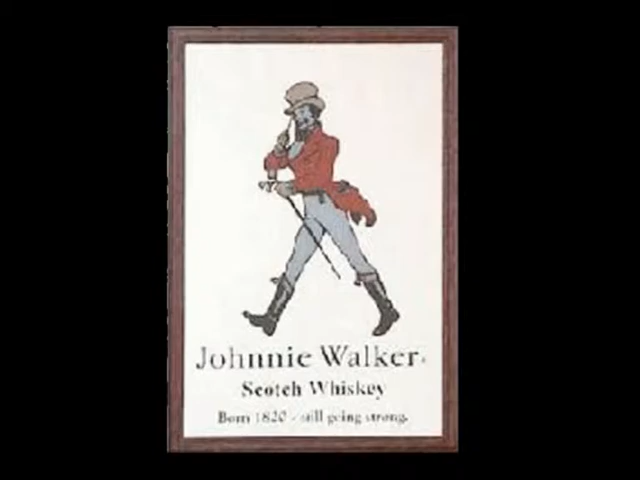 Johnnie Walker.
Scotch Whiskey
Born 1820 - still going strong.